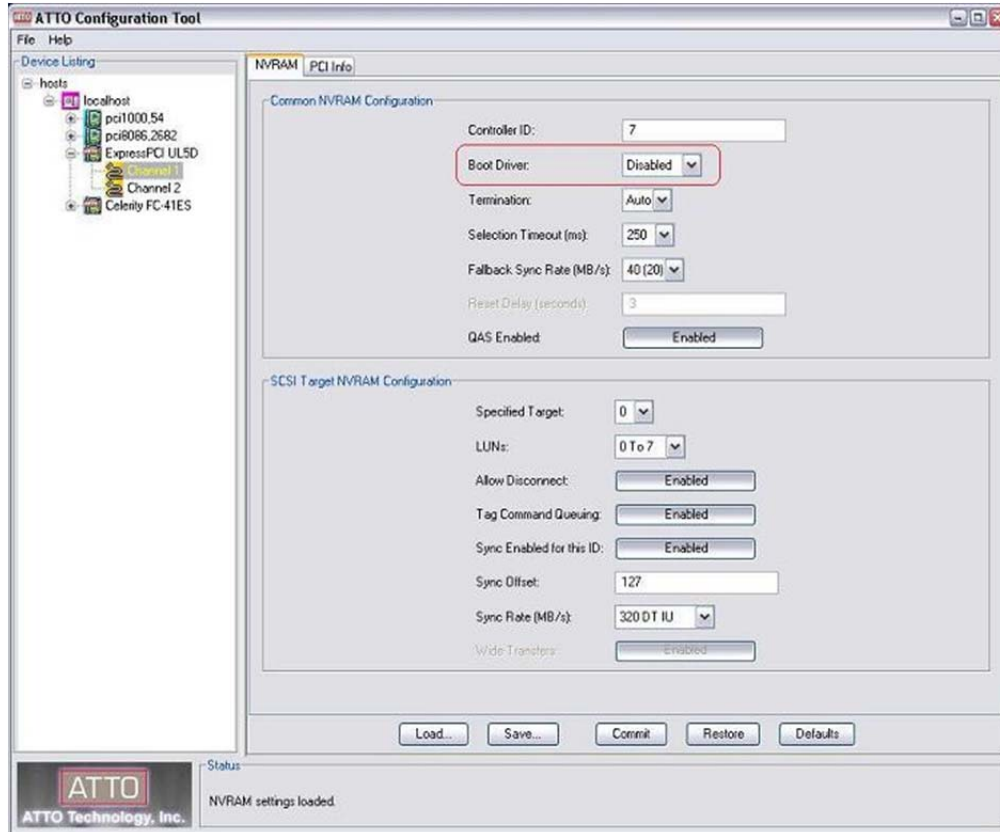 ATTO ATTO Configuration Tool
File Help
Device Listing
hosts
localhost
pci1000,54
pci8086,2682
ExpressPCI UL5D
Channel 1
Channel 2
Celerity FC-41ES
NVRAM PCI Info
Common NVRAM Configuration
Controller ID: 7
Boot Driver: Disabled
Termination: Auto
Selection Timeout (ms): 250
Fallback Sync Rate (MB/s): 40 (20)
Reset Delay (seconds): 3
QAS Enabled: Enabled
SCSI Target NVRAM Configuration
Specified Target: 0
LUNs: 0 To 7
Allow Disconnect: Enabled
Tag Command Queuing: Enabled
Sync Enabled for this ID: Enabled
Sync Offset: 127
Sync Rate (MB/s): 320 DT IU
Wide Transfers: Enabled
Load... Save... Commit Restore Defaults
ATTO
ATTO Technology, Inc.
Status
NVRAM settings loaded.